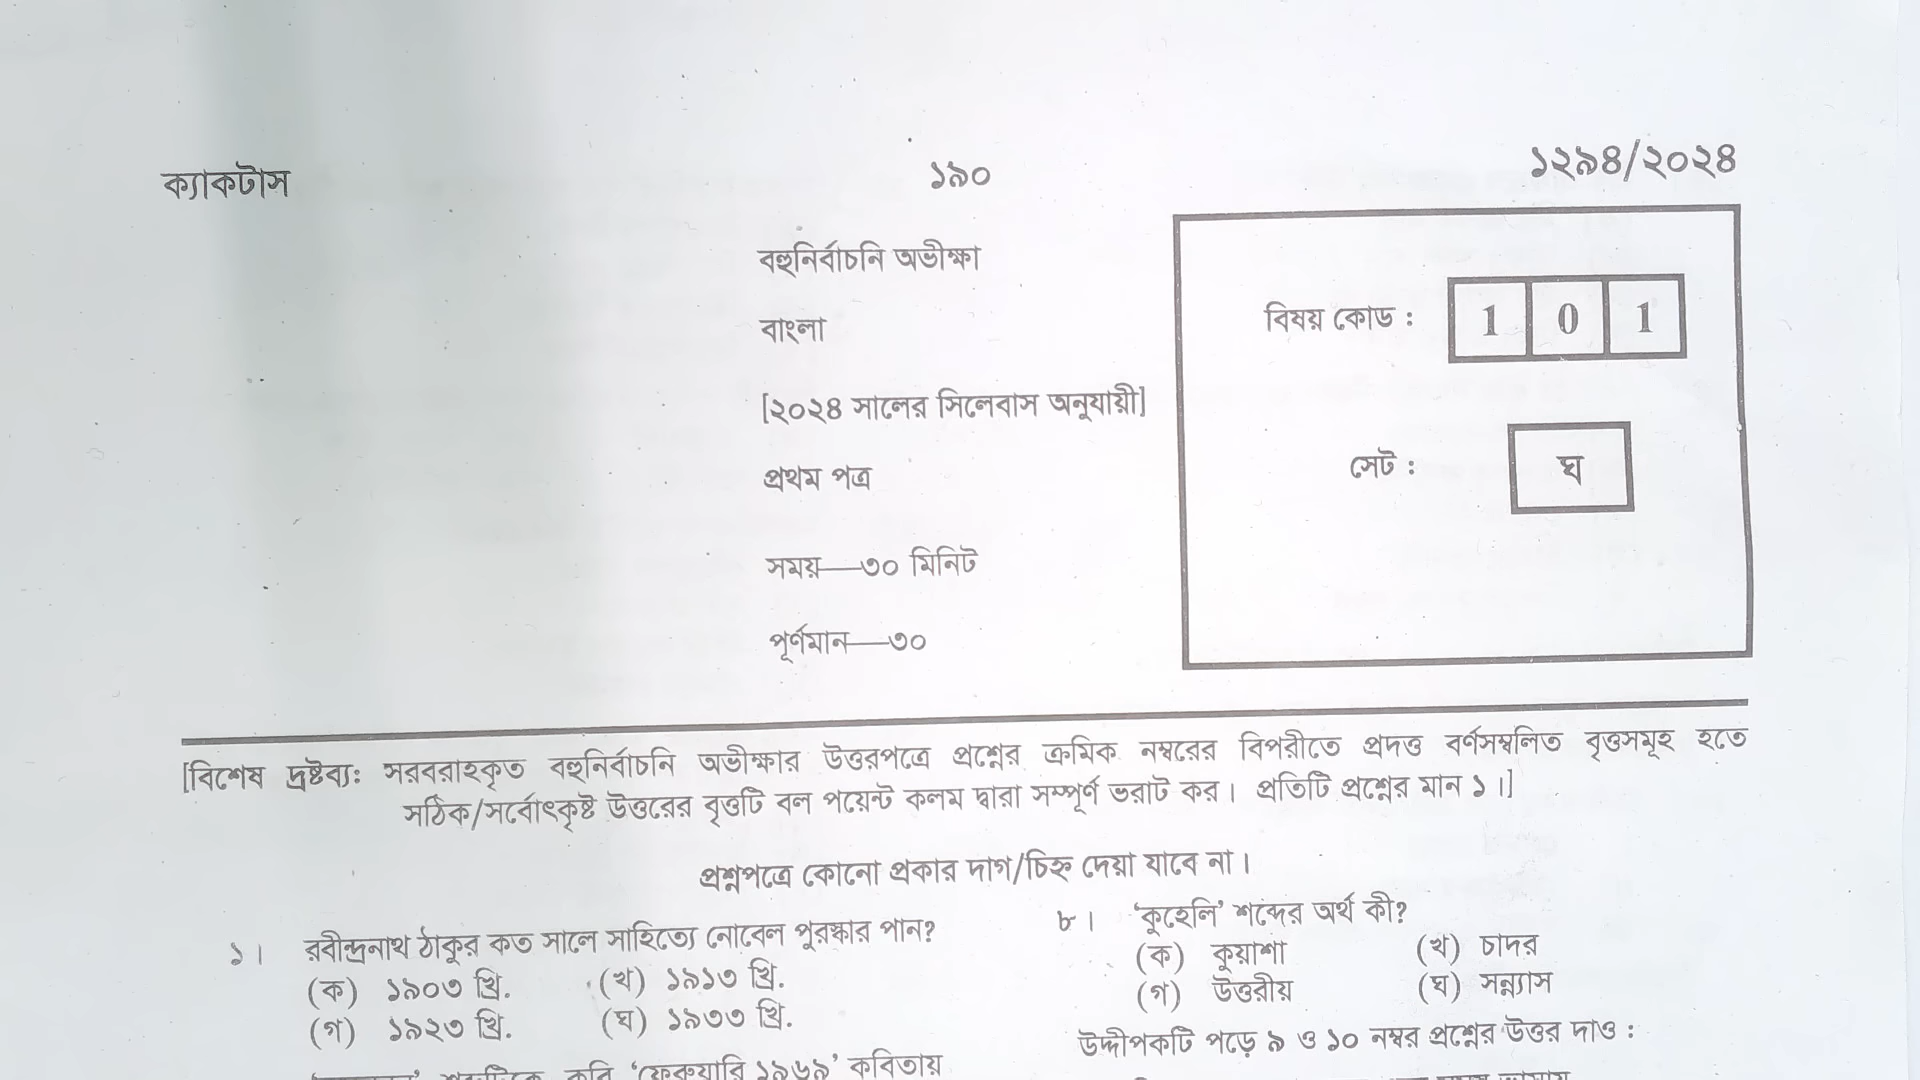 ক্যাকটাস
১৯০
১২৯৪/২০২৪
বহুনির্বাচনি অভীক্ষা
বাংলা
[২০২৪ সালের সিলেবাস অনুযায়ী]
প্রথম পত্র
সময়—৩০ মিনিট
পূর্ণমান—৩০
বিষয় কোড : 1 0 1
সেট : ঘ
[বিশেষ দ্রষ্টব্য: সরবরাহকৃত বহুনির্বাচনি অভীক্ষার উত্তরপত্রে প্রশ্নের ক্রমিক নম্বরের বিপরীতে প্রদত্ত বর্ণসম্বলিত বৃত্তসমূহ হতে
সঠিক/সর্বোৎকৃষ্ট উত্তরের বৃত্তটি বল পয়েন্ট কলম দ্বারা সম্পূর্ণ ভরাট কর। প্রতিটি প্রশ্নের মান ১।]
প্রশ্নপত্রে কোনো প্রকার দাগ/চিহ্ন দেয়া যাবে না।
১। রবীন্দ্রনাথ ঠাকুর কত সালে সাহিত্যে নোবেল পুরস্কার পান?
(ক) ১৯০৩ খ্রি. (খ) ১৯১৩ খ্রি.
(গ) ১৯২৩ খ্রি. (ঘ) ১৯৩৩ খ্রি.
কবি ‘ফেব্রুয়ারি ১৯৬৯’ কবিতায়
৮। ‘কুহেলি’ শব্দের অর্থ কী?
(ক) কুয়াশা (খ) চাদর
(গ) উত্তরীয় (ঘ) সন্ন্যাস
উদ্দীপকটি পড়ে ৯ ও ১০ নম্বর প্রশ্নের উত্তর দাও :